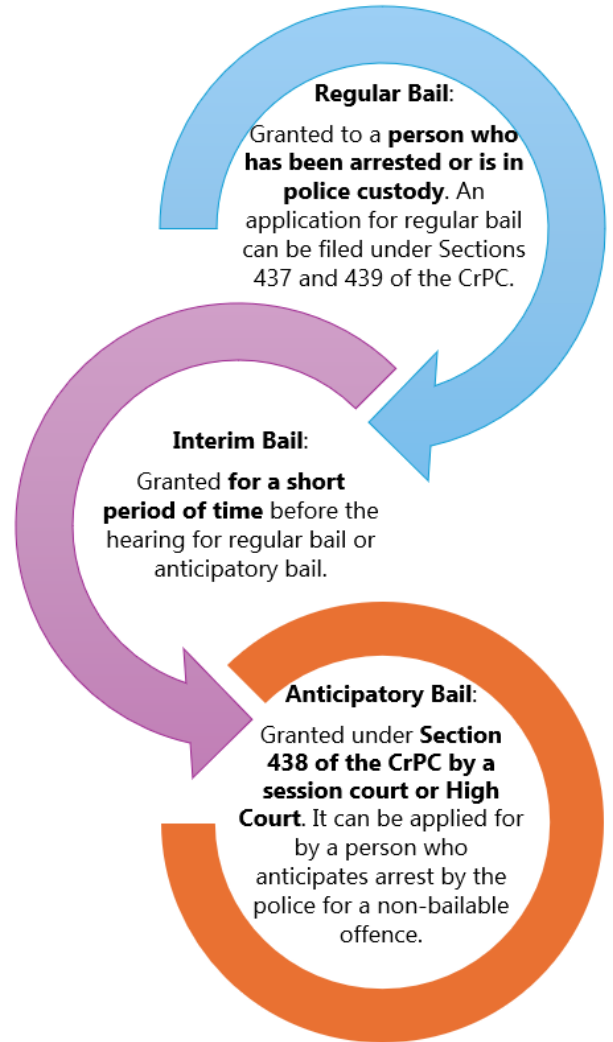 Regular Bail:
Granted to a person who
has been arrested or is in
police custody. An
application for regular bail
can be filed under Sections
437 and 439 of the CrPC.
Interim Bail:
Granted for a short
period of time before the
hearing for regular bail or
anticipatory bail.
Anticipatory Bail:
Granted under Section
438 of the CrPC by a
session court or High
Court. It can be applied for
by a person who
anticipates arrest by the
police for a non-bailable
offence.